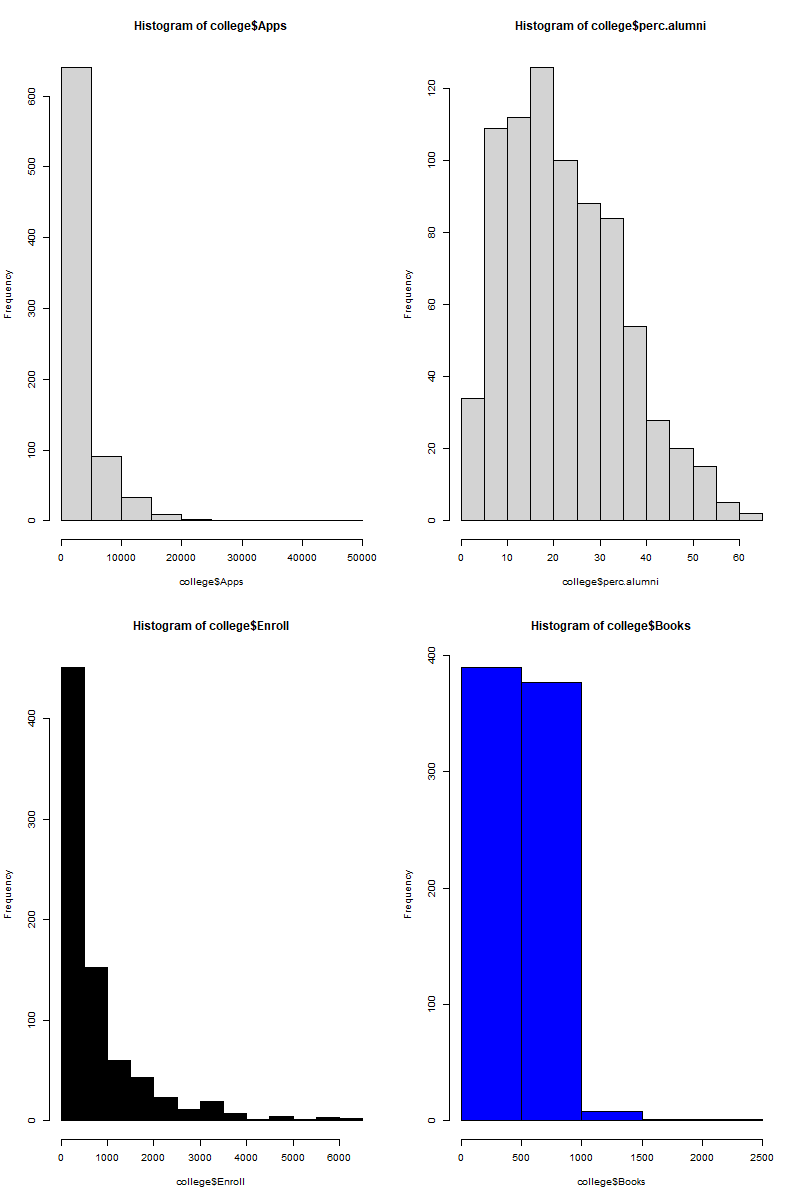 Histogram of college$Apps
Frequency
0 100 200 300 400 500 600
0 10000 20000 30000 40000 50000
college$Apps
Histogram of college$perc.alumni
Frequency
0 20 40 60 80 100 120
0 10 20 30 40 50 60
college$perc.alumni
Histogram of college$Enroll
Frequency
0 100 200 300 400
0 1000 2000 3000 4000 5000 6000
college$Enroll
Histogram of college$Books
Frequency
0 100 200 300 400
0 500 1000 1500 2000 2500
college$Books